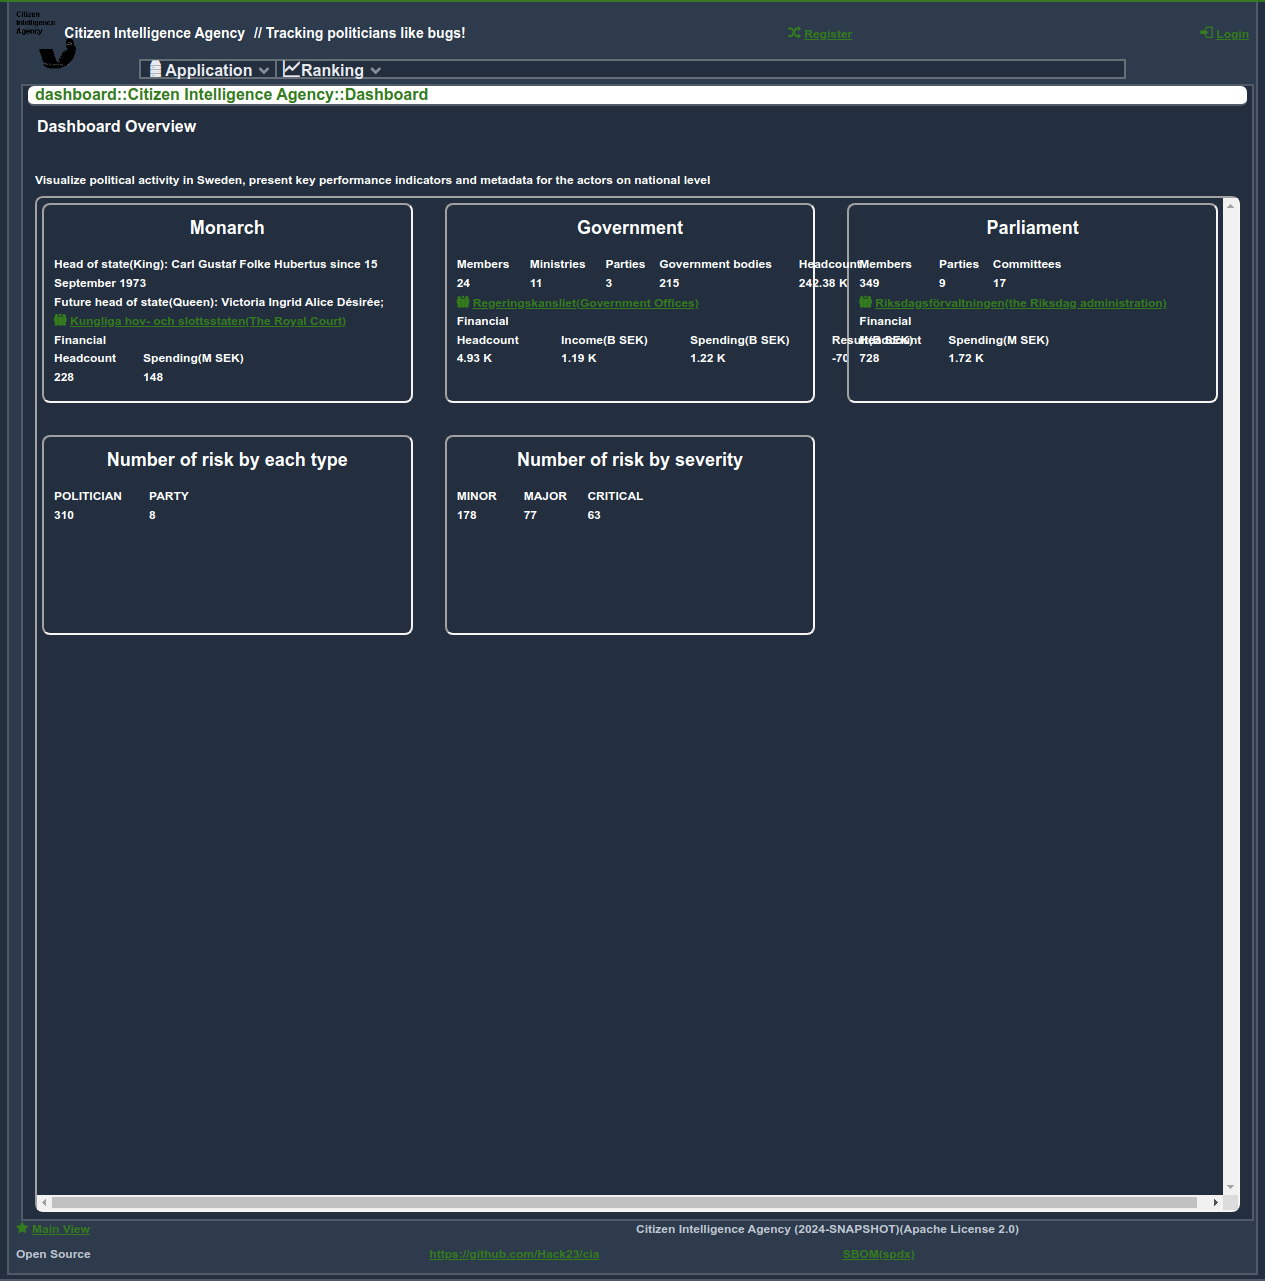 Citizen
Intelligence
Agency
Citizen Intelligence Agency // Tracking politicians like bugs!
Register
Login
Application
Ranking
dashboard::Citizen Intelligence Agency::Dashboard
Dashboard Overview
Visualize political activity in Sweden, present key performance indicators and metadata for the actors on national level
Monarch
Head of state(King): Carl Gustaf Folke Hubertus since 15
September 1973
Future head of state(Queen): Victoria Ingrid Alice Désirée;
Kungliga hov- och slottsstaten(The Royal Court)
Financial
Headcount Spending(M SEK)
228 148
Government
Members Ministries Parties Government bodies Headcount
24 11 3 215 242.38 K
Regeringskansliet(Government Offices)
Financial
Headcount Income(B SEK) Spending(B SEK) Result(B SEK)
4.93 K 1.19 K 1.22 K -70
Parliament
Members Parties Committees
349 9 17
Riksdagsförvaltningen(the Riksdag administration)
Financial
Headcount Spending(M SEK)
728 1.72 K
Number of risk by each type
POLITICIAN PARTY
310 8
Number of risk by severity
MINOR MAJOR CRITICAL
178 77 63
Main View
Citizen Intelligence Agency (2024-SNAPSHOT)(Apache License 2.0)
Open Source
https://github.com/Hack23/cia
SBOM(spdx)